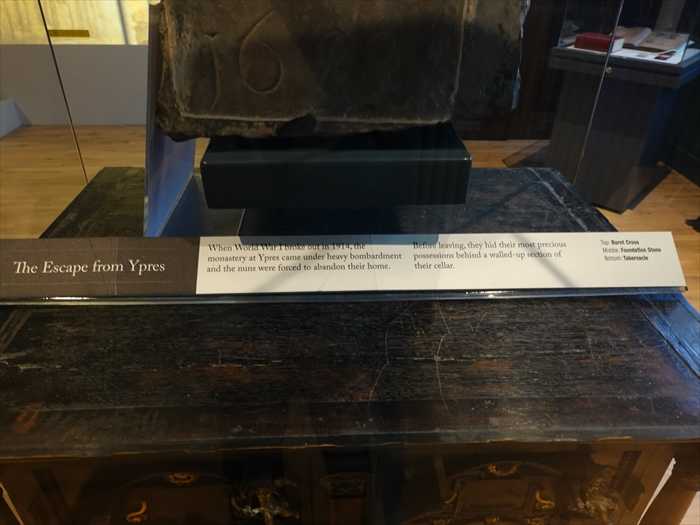 16
The Escape from Ypres
When World War I broke out in 1914, the
monastery at Ypres came under heavy bombardment
and the nuns were forced to abandon their home.
Before leaving, they hid their most precious
possessions behind a walled-up section of
their cellar.
Top: Burnt Cross
Middle: Foundation Stone
Bottom: Tabernacle